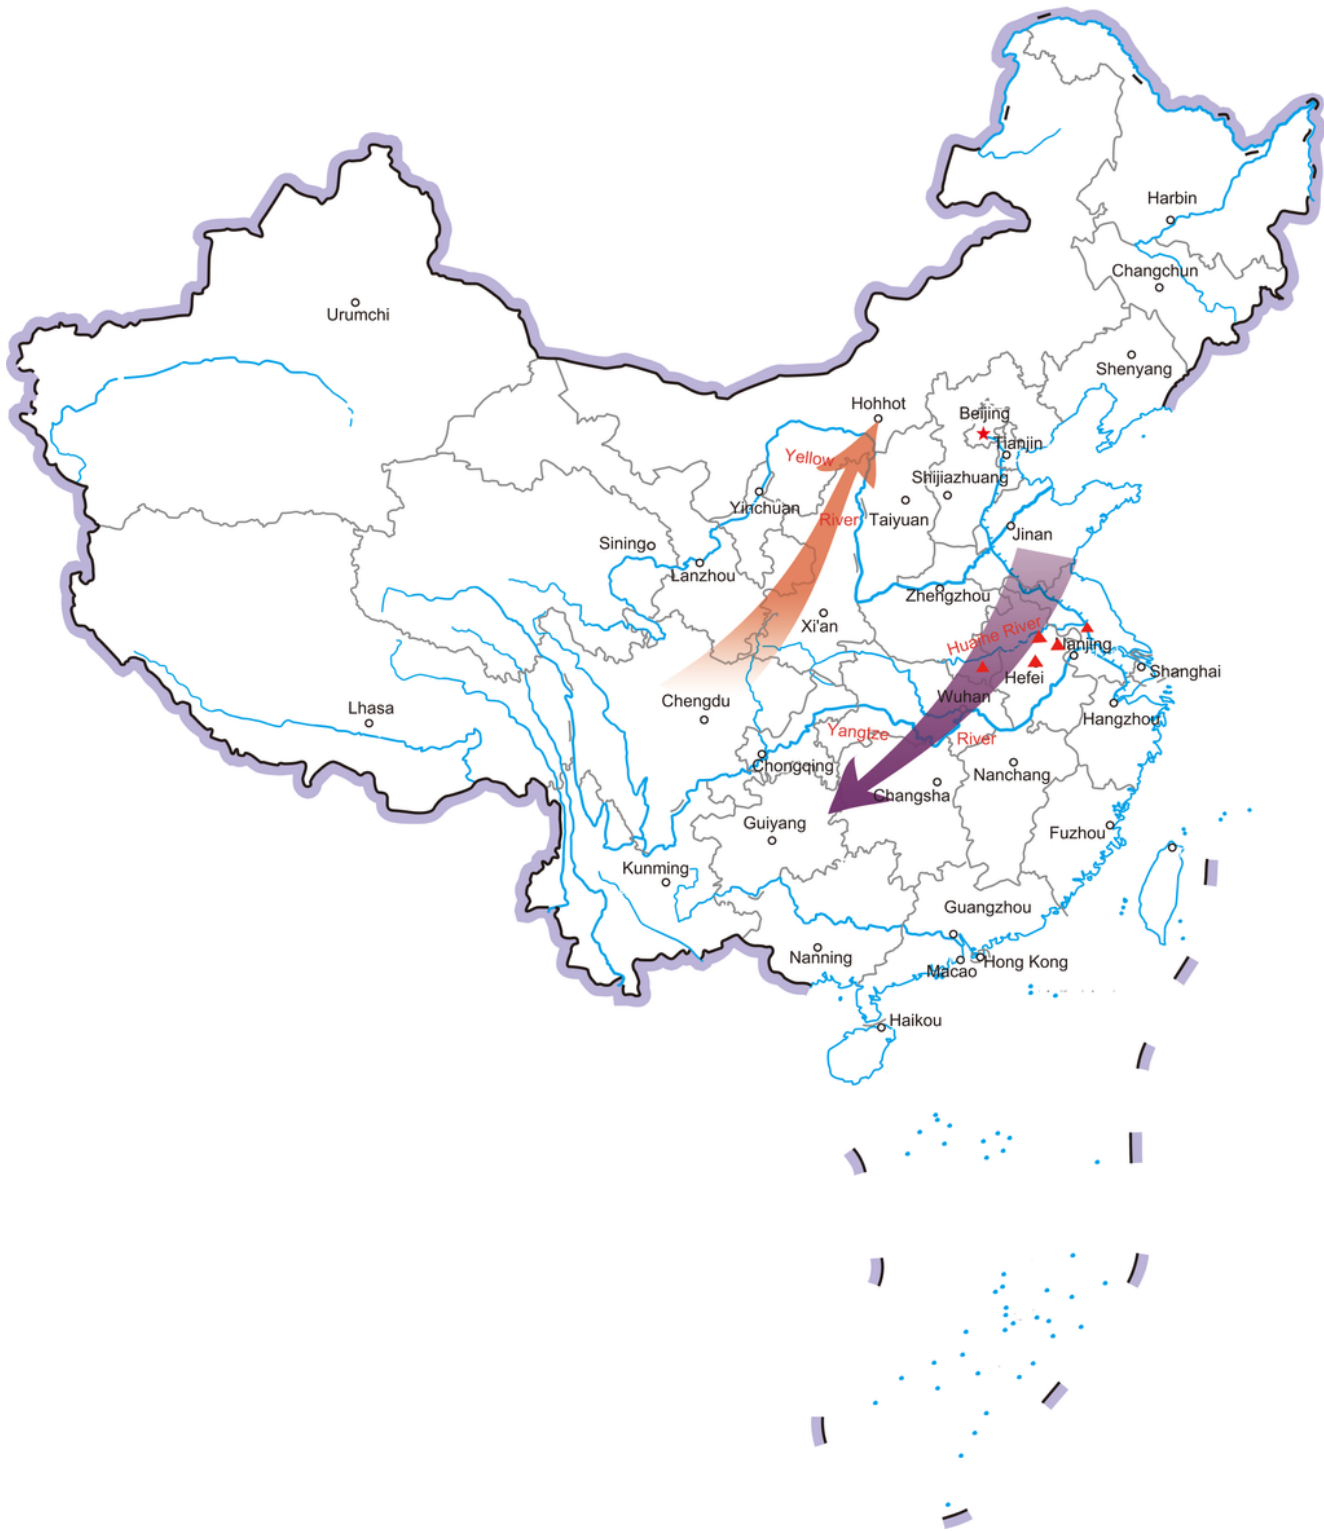 Harbin
Changchun
Urumchi
Shenyang
Hohhot
Beijing
Tianjin
Yellow
Shijiazhuang
Yinchuan
River
Taiyuan
Jinan
Sining
Lanzhou
Zhengzhou
Xi'an
Huaihe River
Nanjing
Shanghai
Hefei
Chengdu
Wuhan
Lhasa
Hangzhou
Yangtze
River
Chongqing
Nanchang
Changsha
Guiyang
Fuzhou
Kunming
Guangzhou
Nanning
Hong Kong
Macao
Haikou